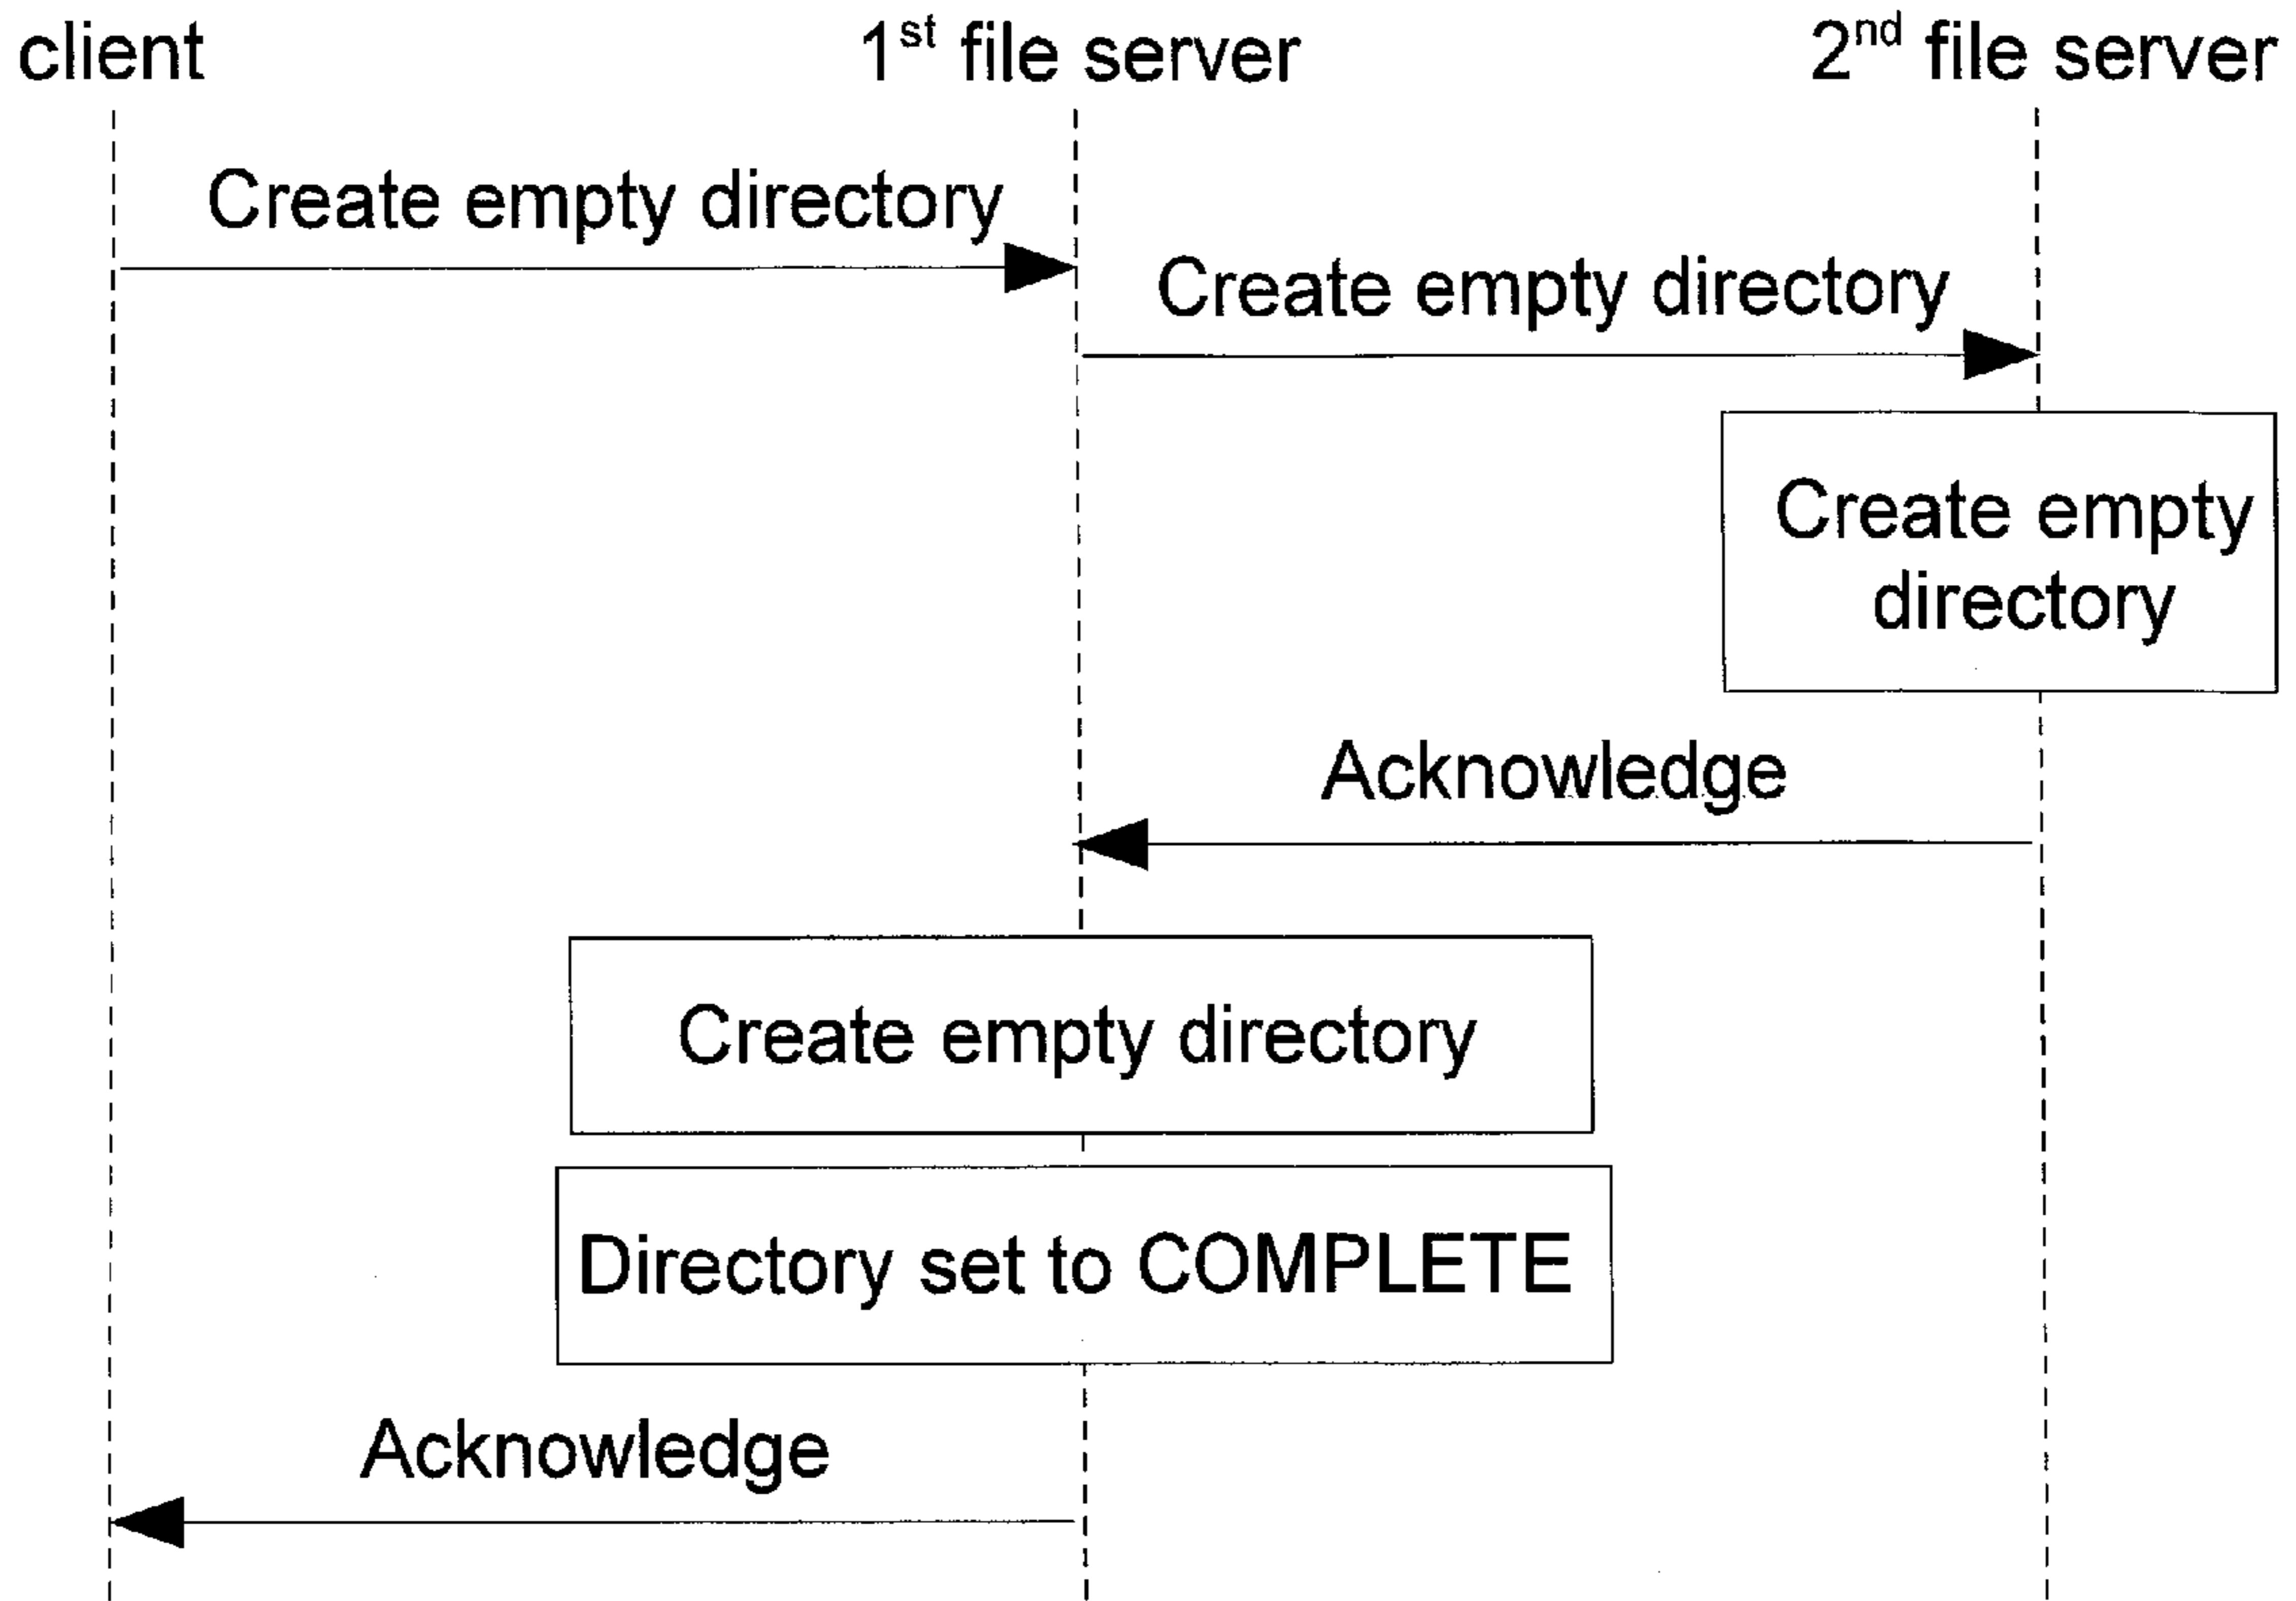 client
1st file server
2nd file server
Create empty directory
Create empty directory
Create empty
directory
Acknowledge
Create empty directory
Directory set to COMPLETE
Acknowledge